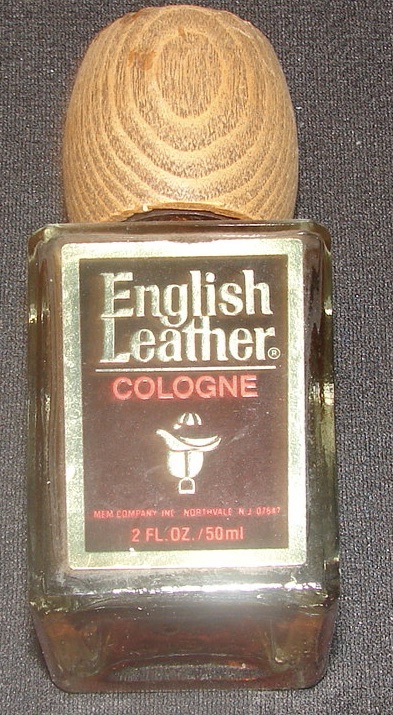 English
Leather®
COLOGNE
MEM COMPANY INC NORTHVALE N J 07647
2 FL.OZ./50ml